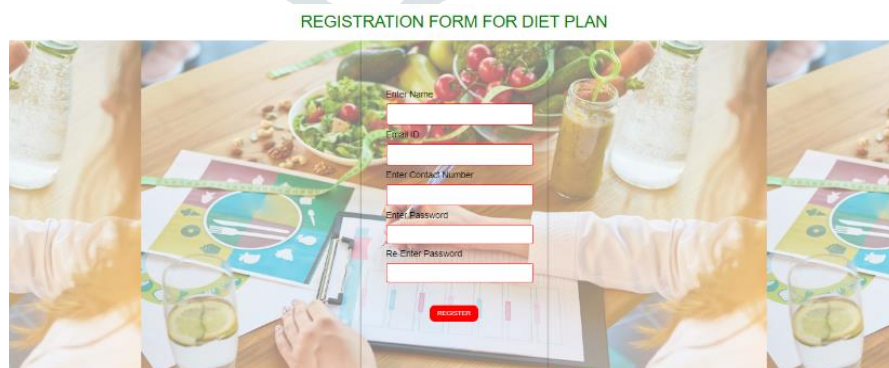 REGISTRATION FORM FOR DIET PLAN
Enter Name
Email ID
Enter Contact Number
Enter Password
Re Enter Password
REGISTER